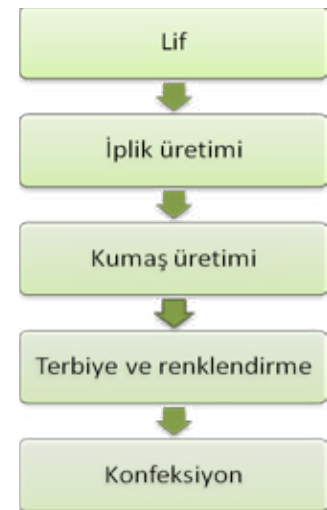 Lif
İplik üretimi
Kumaş üretimi
Terbiye ve renklendirme
Konfeksiyon